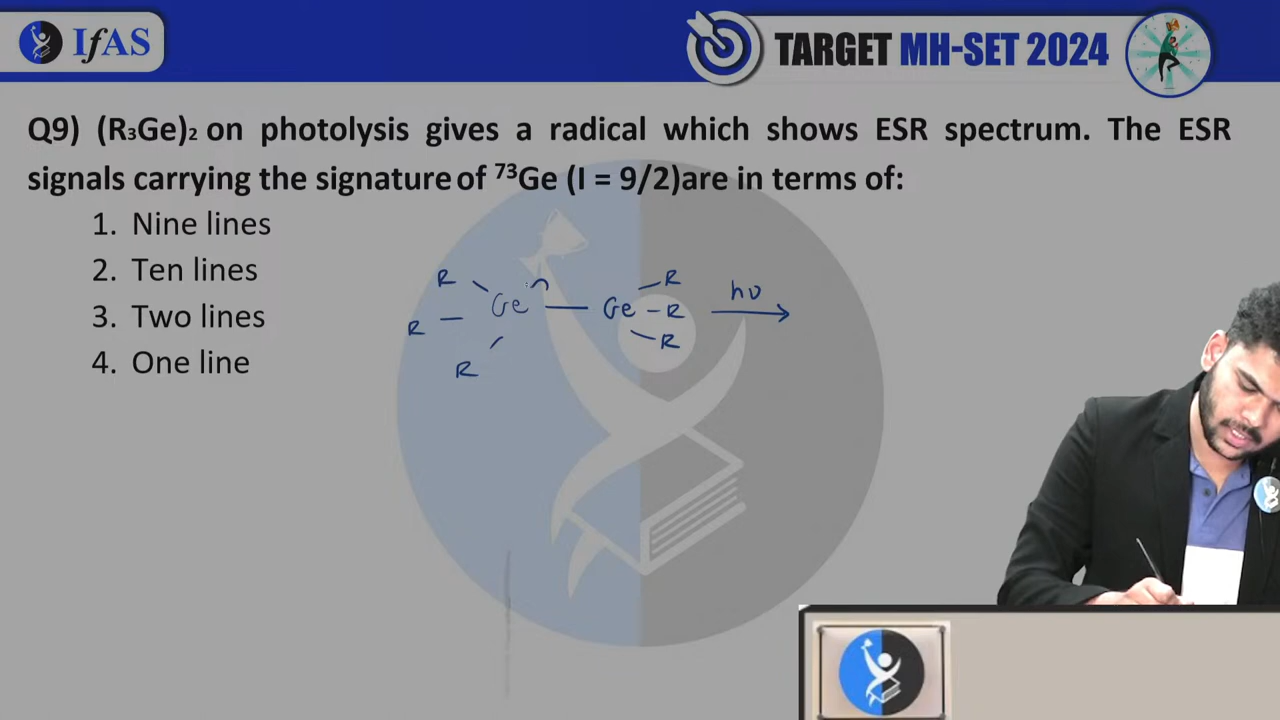 IfAS
TARGET MH-SET 2024
Q9) (R₃Ge)₂ on photolysis gives a radical which shows ESR spectrum. The ESR
signals carrying the signature of ⁷³Ge (I = 9/2)are in terms of:
1. Nine lines
2. Ten lines
3. Two lines
4. One line
R R
Ge — Ge – R hν
R
R R